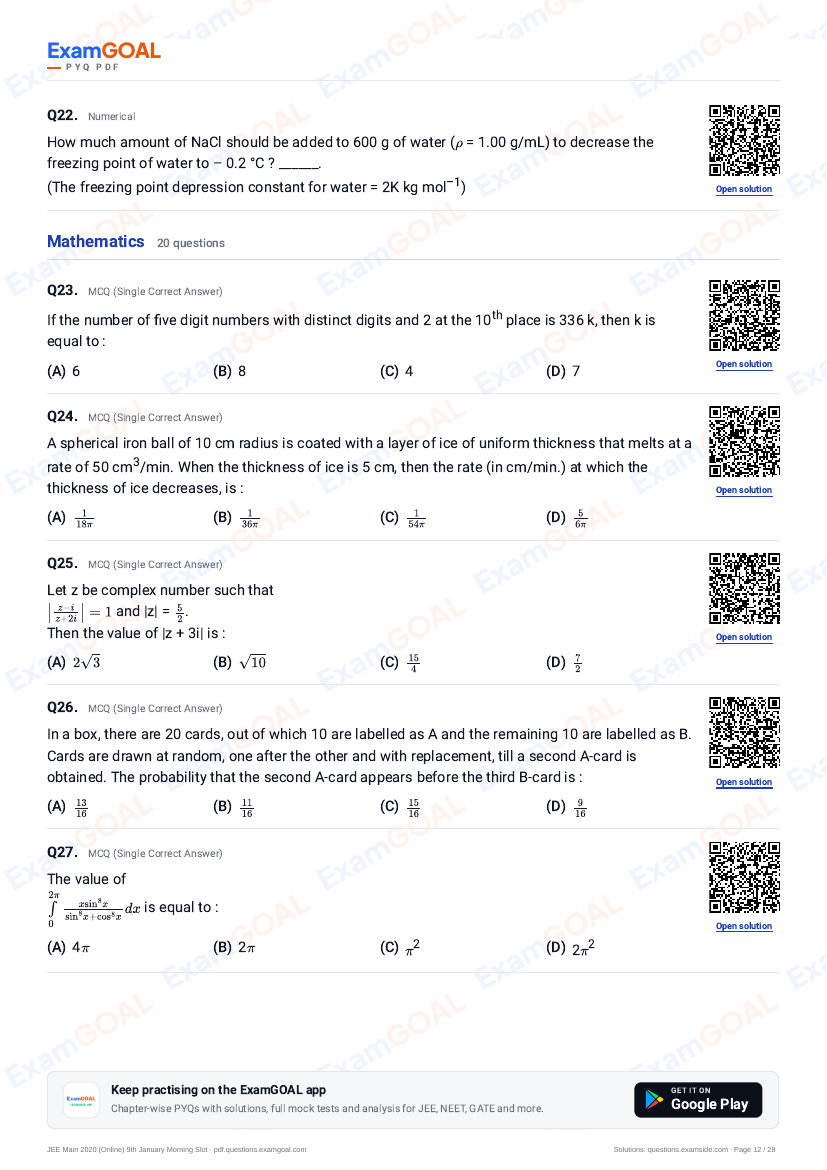 ExamGOAL
PYQ PDF
Q22. Numerical
How much amount of NaCl should be added to 600 g of water (ρ = 1.00 g/mL) to decrease the
freezing point of water to – 0.2 °C ? ______.
(The freezing point depression constant for water = 2K kg mol⁻¹)
Open solution
Mathematics 20 questions
Q23. MCQ (Single Correct Answer)
If the number of five digit numbers with distinct digits and 2 at the 10ᵗʰ place is 336 k, then k is
equal to :
(A) 6 (B) 8 (C) 4 (D) 7
Open solution
Q24. MCQ (Single Correct Answer)
A spherical iron ball of 10 cm radius is coated with a layer of ice of uniform thickness that melts at a
rate of 50 cm³/min. When the thickness of ice is 5 cm, then the rate (in cm/min.) at which the
thickness of ice decreases, is :
(A) 1/18π (B) 1/36π (C) 1/54π (D) 5/6π
Open solution
Q25. MCQ (Single Correct Answer)
Let z be complex number such that
|z−i/z+2i| = 1 and |z| = 5/2.
Then the value of |z + 3i| is :
(A) 2√3 (B) √10 (C) 15/4 (D) 7/2
Open solution
Q26. MCQ (Single Correct Answer)
In a box, there are 20 cards, out of which 10 are labelled as A and the remaining 10 are labelled as B.
Cards are drawn at random, one after the other and with replacement, till a second A-card is
obtained. The probability that the second A-card appears before the third B-card is :
(A) 13/16 (B) 11/16 (C) 15/16 (D) 9/16
Open solution
Q27. MCQ (Single Correct Answer)
The value of
∫₀^2π x sin⁸x/(sin⁸x+cos⁸x) dx is equal to :
(A) 4π (B) 2π (C) π² (D) 2π²
Open solution
ExamGOAL
Keep practising on the ExamGOAL app
Chapter-wise PYQs with solutions, full mock tests and analysis for JEE, NEET, GATE and more.
GET IT ON
Google Play
JEE Main 2020 (Online) 9th January Morning Slot · pdf.questions.examgoal.com
Solutions: questions.examside.com · Page 12 / 28